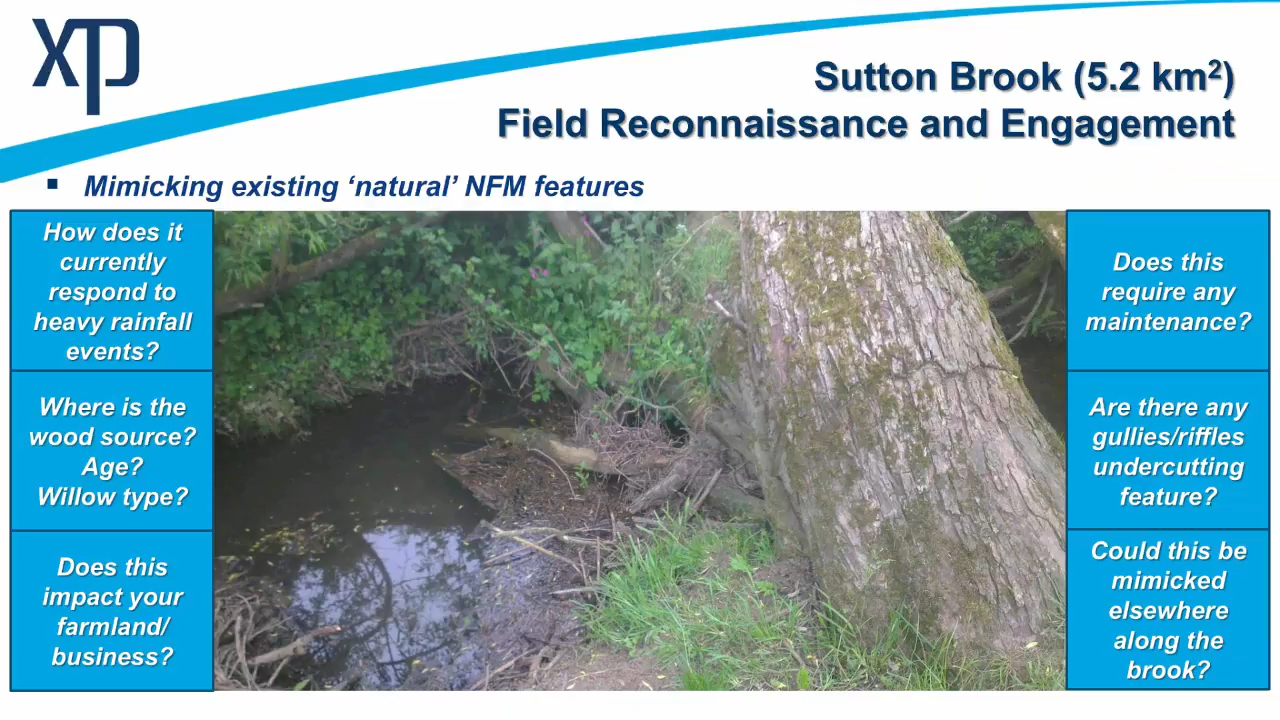 xp
Sutton Brook (5.2 km²)
Field Reconnaissance and Engagement
▪ Mimicking existing ‘natural’ NFM features
How does it
currently
respond to
heavy rainfall
events?
Where is the
wood source?
Age?
Willow type?
Does this
impact your
farmland/
business?
Does this
require any
maintenance?
Are there any
gullies/riffles
undercutting
feature?
Could this be
mimicked
elsewhere
along the
brook?